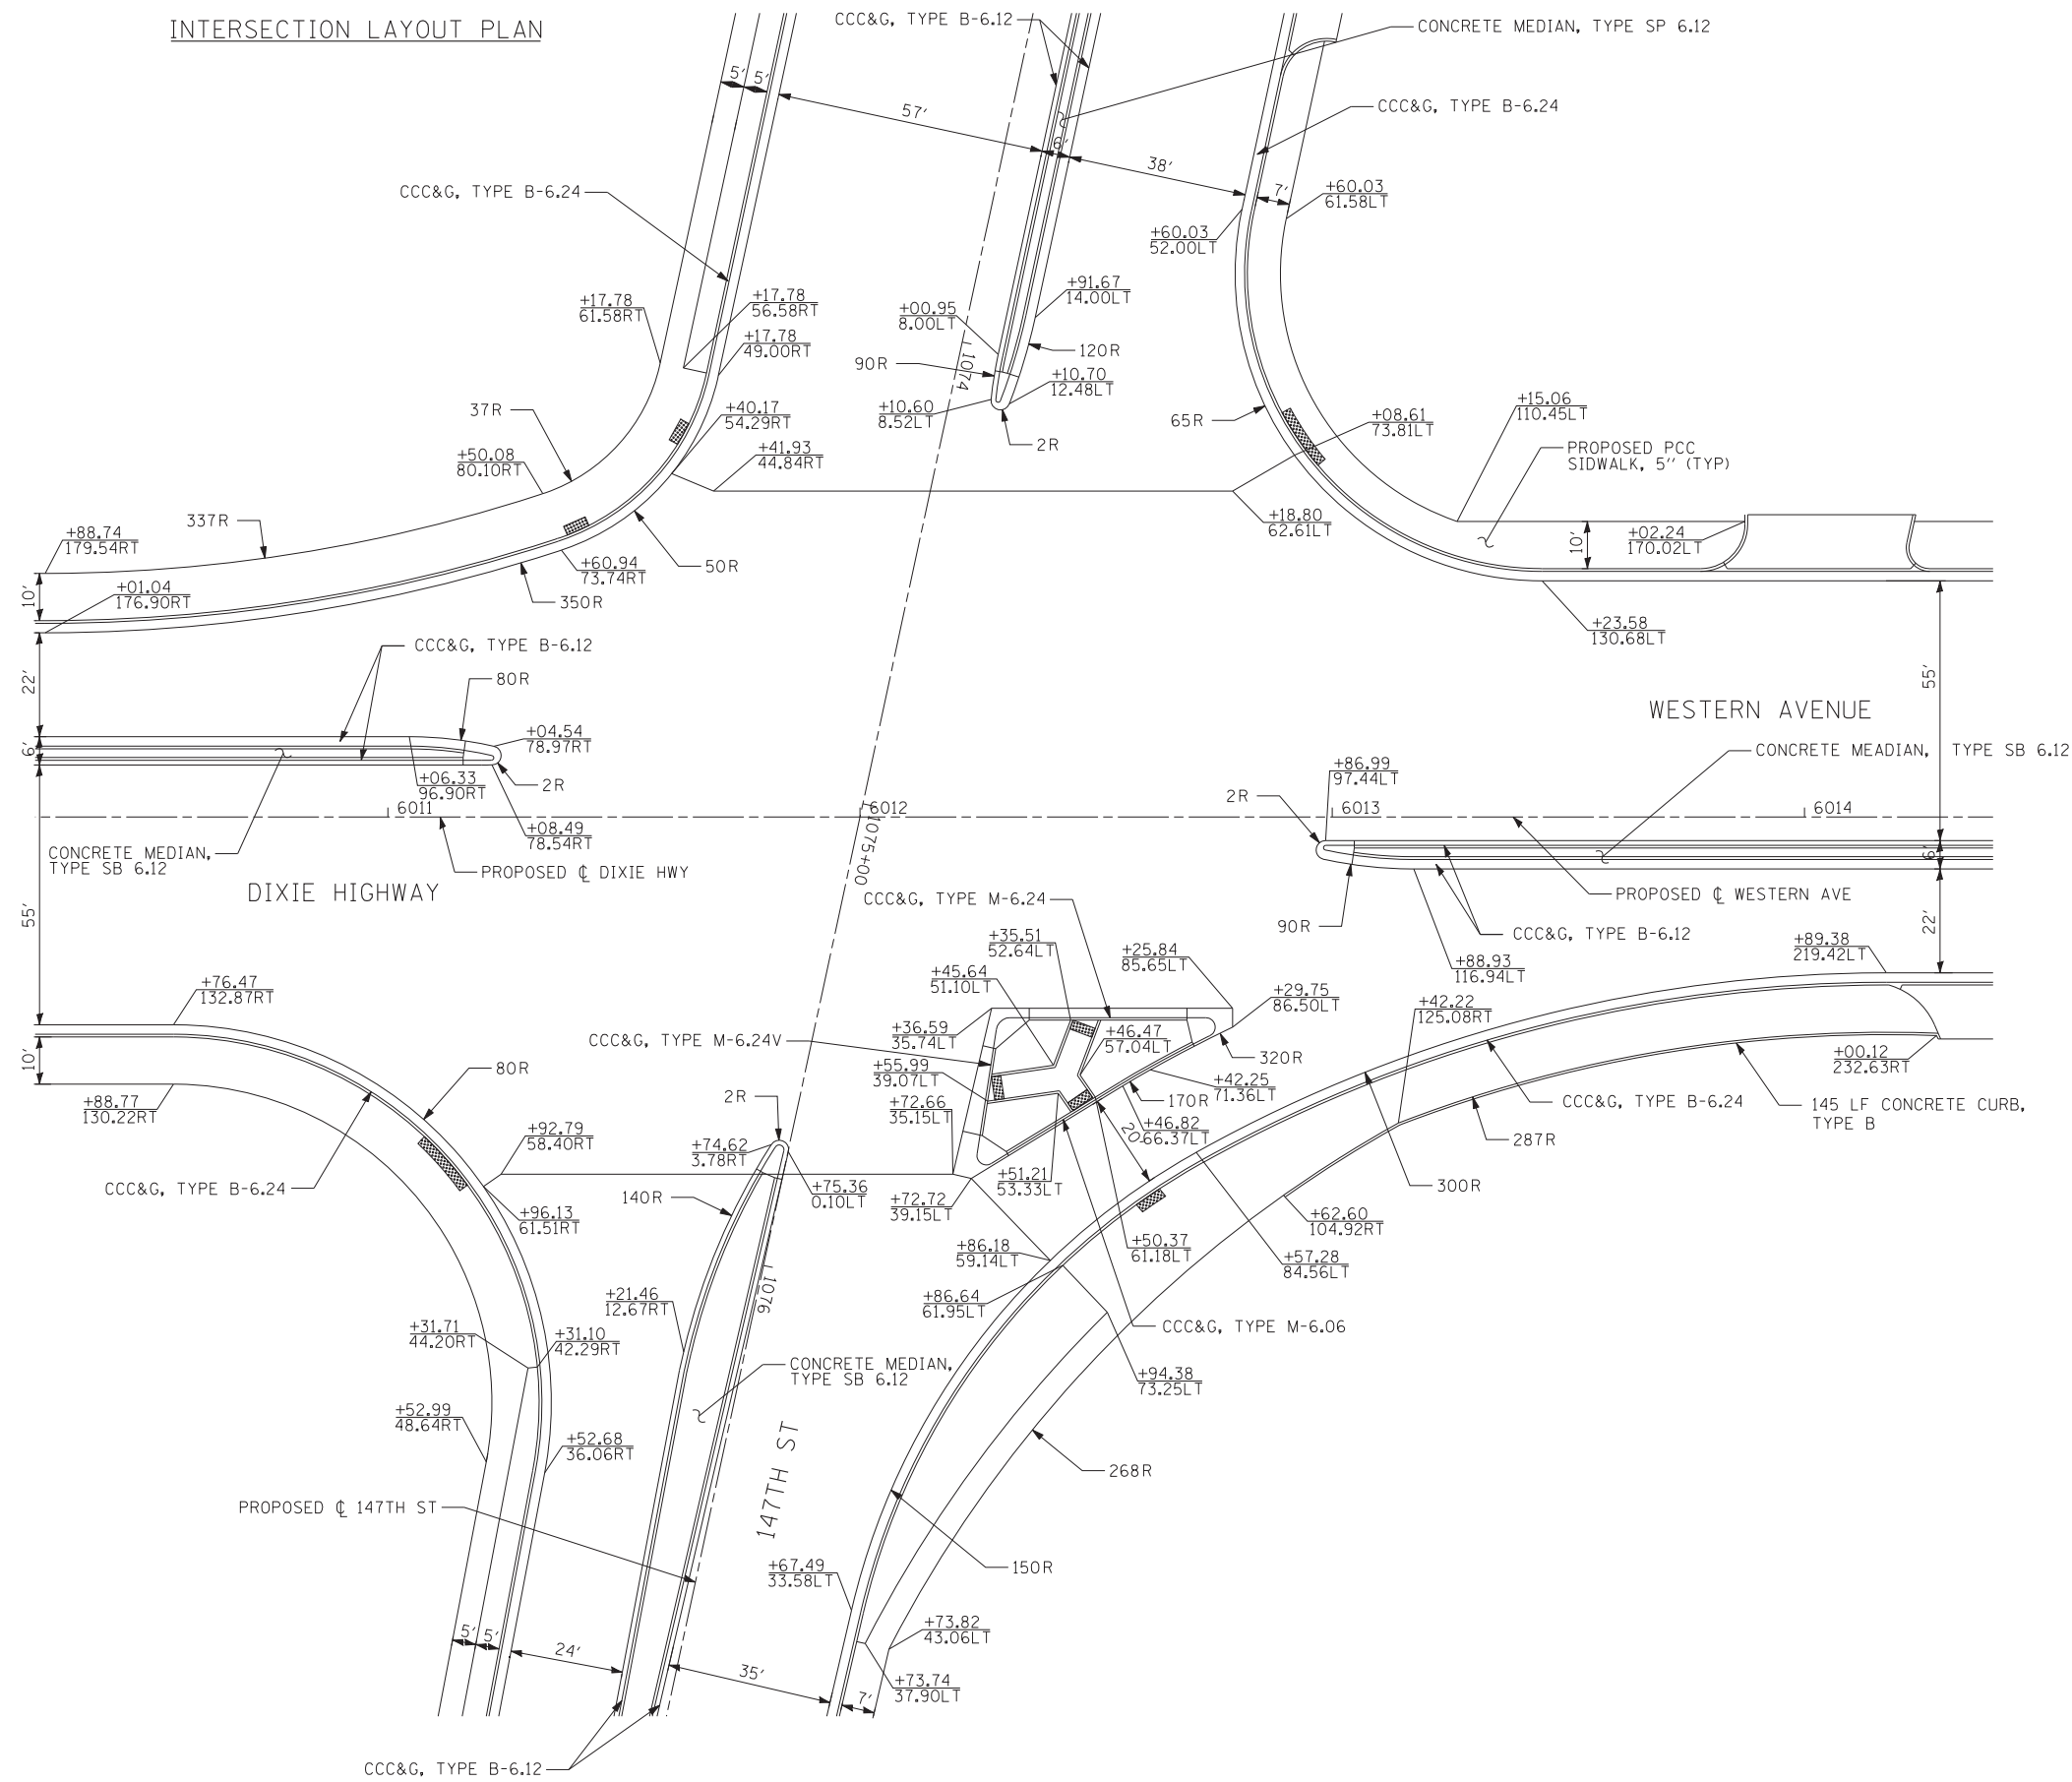 INTERSECTION LAYOUT PLAN
CCC&G, TYPE B-6.12
CONCRETE MEDIAN, TYPE SP 6.12
5'
5'
57'
6'
38'
7'
CCC&G, TYPE B-6.24
CCC&G, TYPE B-6.24
+60.03
61.58LT
+60.03
52.00LT
+17.78
61.58RT
+17.78
56.58RT
+17.78
49.00RT
+00.95
8.00LT
+91.67
14.00LT
1074
90R
120R
+10.70
12.48LT
+10.60
8.52LT
2R
37R
+40.17
54.29RT
+41.93
44.84RT
65R
+08.61
73.81LT
+15.06
110.45LT
PROPOSED PCC
SIDWALK, 5'' (TYP)
+50.08
80.10RT
337R
+88.74
179.54RT
+18.80
62.61LT
10'
+02.24
170.02LT
50R
+60.94
73.74RT
350R
10'
+01.04
176.90RT
+23.58
130.68LT
CCC&G, TYPE B-6.12
22'
80R
55'
WESTERN AVENUE
6'
+04.54
78.97RT
CONCRETE MEADIAN, TYPE SB 6.12
+06.33
96.90RT
2R
+86.99
97.44LT
2R
6011
6012
6013
6014
1075+00
+08.49
78.54RT
CONCRETE MEDIAN,
TYPE SB 6.12
PROPOSED ℄ DIXIE HWY
6'
DIXIE HIGHWAY
55'
CCC&G, TYPE M-6.24
PROPOSED ℄ WESTERN AVE
90R
CCC&G, TYPE B-6.12
22'
+35.51
52.64LT
+25.84
85.65LT
+89.38
219.42LT
+88.93
116.94LT
+45.64
51.10LT
+76.47
132.87RT
+29.75
86.50LT
+42.22
125.08RT
+36.59
35.74LT
CCC&G, TYPE M-6.24V
+46.47
57.04LT
320R
10'
80R
+55.99
39.07LT
+42.25
71.36LT
+00.12
232.63RT
+88.77
130.22RT
2R
+72.66
35.15LT
170R
CCC&G, TYPE B-6.24
145 LF CONCRETE CURB,
TYPE B
20'
+46.82
66.37LT
287R
+92.79
58.40RT
+74.62
3.78RT
CCC&G, TYPE B-6.24
140R
+75.36
0.10LT
+51.21
53.33LT
300R
+96.13
61.51RT
+72.72
39.15LT
+62.60
104.92RT
+50.37
61.18LT
+86.18
59.14LT
+57.28
84.56LT
1076
+21.46
12.67RT
+86.64
61.95LT
CCC&G, TYPE M-6.06
+31.71
44.20RT
+31.10
42.29RT
CONCRETE MEDIAN,
TYPE SB 6.12
+94.38
73.25LT
+52.99
48.64RT
+52.68
36.06RT
147TH ST
268R
PROPOSED ℄ 147TH ST
150R
+67.49
33.58LT
5'
5'
24'
35'
+73.82
43.06LT
7'
+73.74
37.90LT
CCC&G, TYPE B-6.12